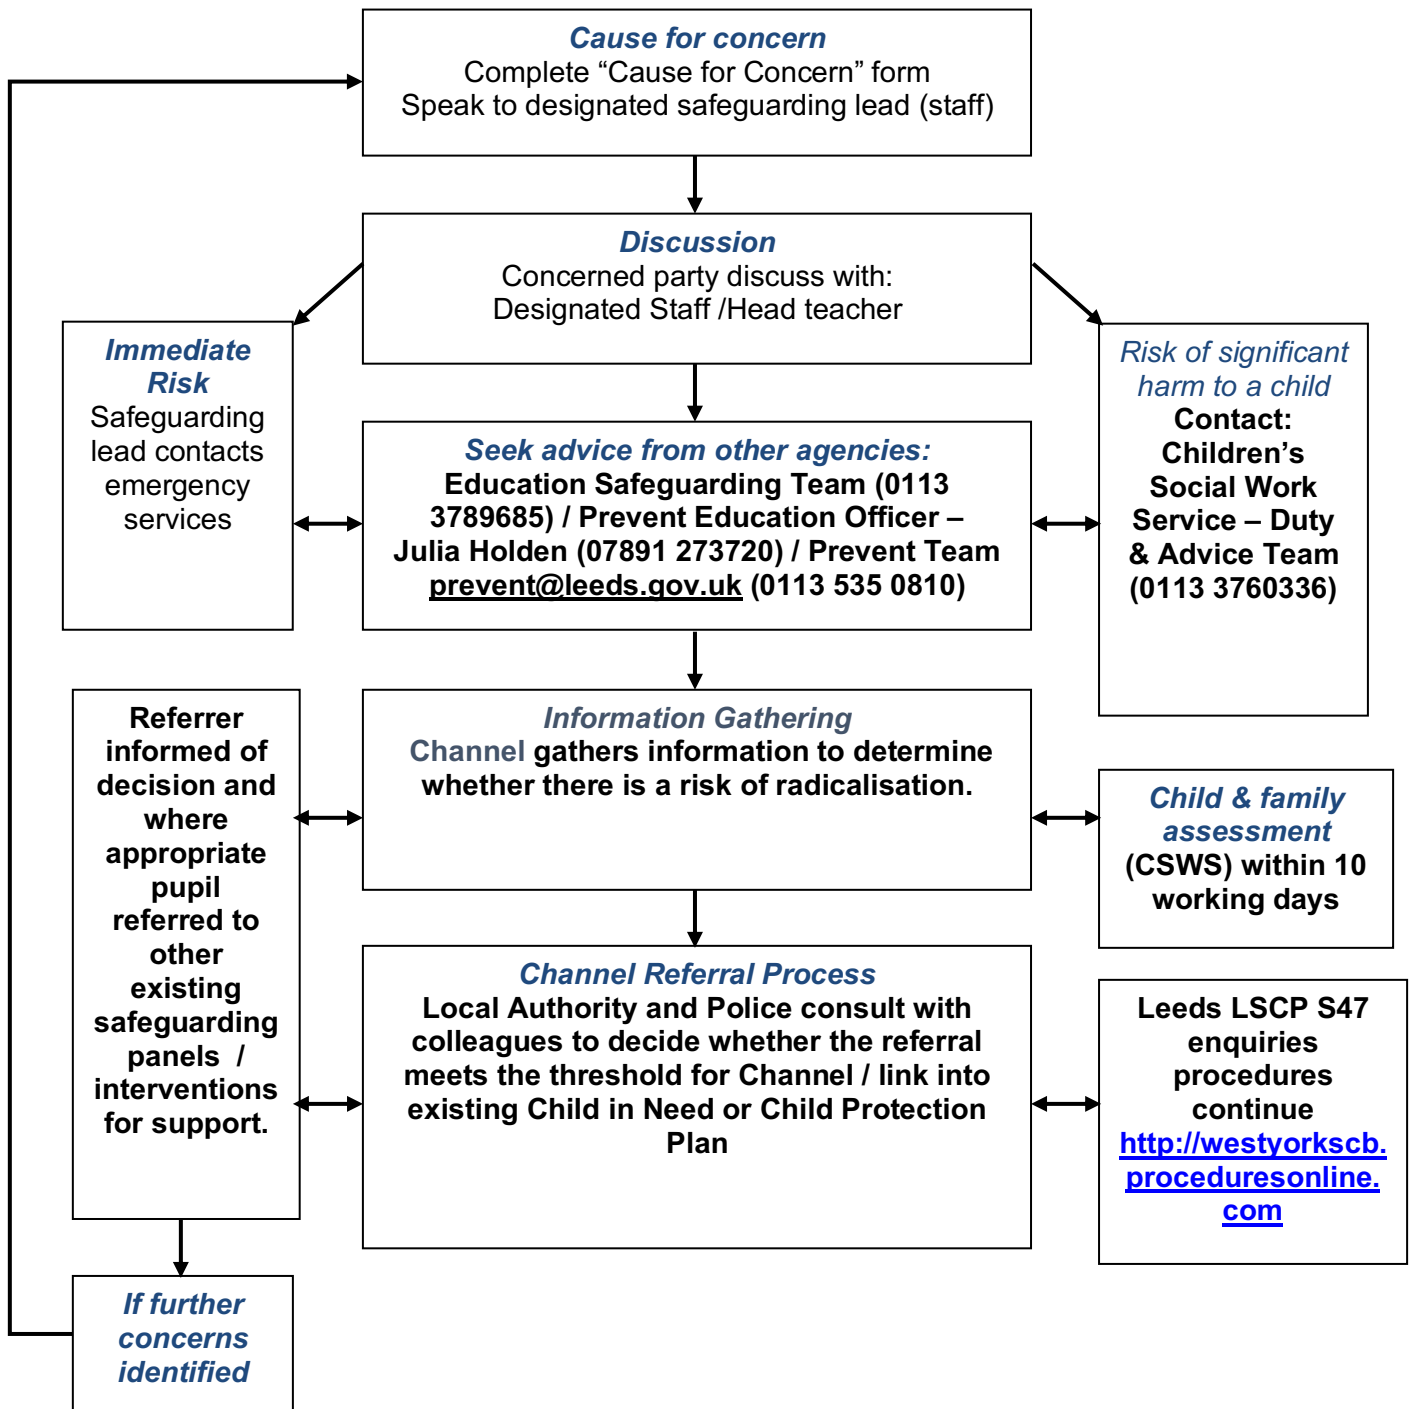 Cause for concern
Complete “Cause for Concern” form
Speak to designated safeguarding lead (staff)
Discussion
Concerned party discuss with:
Designated Staff /Head teacher
Immediate
Risk
Safeguarding
lead contacts
emergency
services
Seek advice from other agencies:
Education Safeguarding Team (0113
3789685) / Prevent Education Officer –
Julia Holden (07891 273720) / Prevent Team
prevent@leeds.gov.uk (0113 535 0810)
Risk of significant
harm to a child
Contact:
Children’s
Social Work
Service – Duty
& Advice Team
(0113 3760336)
Referrer
informed of
decision and
where
appropriate
pupil
referred to
other
existing
safeguarding
panels /
interventions
for support.
Information Gathering
Channel gathers information to determine
whether there is a risk of radicalisation.
Child & family
assessment
(CSWS) within 10
working days
Channel Referral Process
Local Authority and Police consult with
colleagues to decide whether the referral
meets the threshold for Channel / link into
existing Child in Need or Child Protection
Plan
Leeds LSCP S47
enquiries
procedures
continue
http://westyorkscb.
proceduresonline.
com
If further
concerns
identified